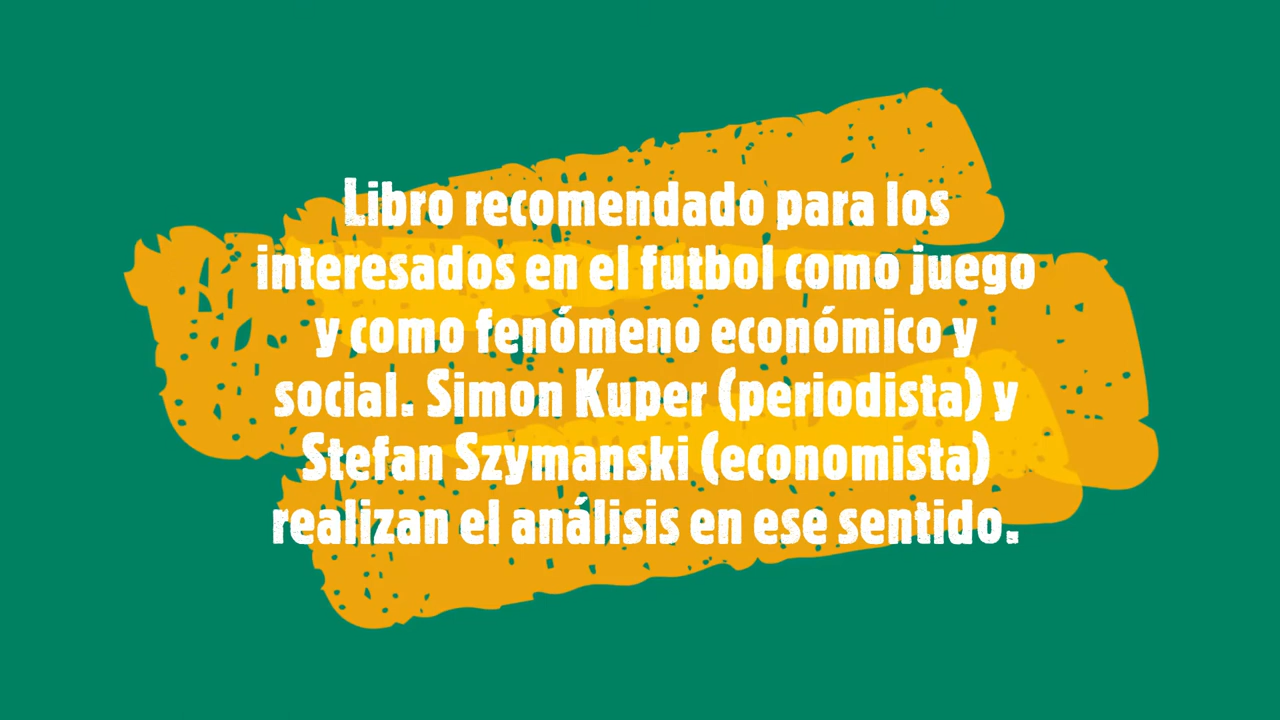 Libro recomendado para los
interesados en el futbol como juego
y como fenómeno económico y
social. Simon Kuper (periodista) y
Stefan Szymanski (economista)
realizan el análisis en ese sentido.